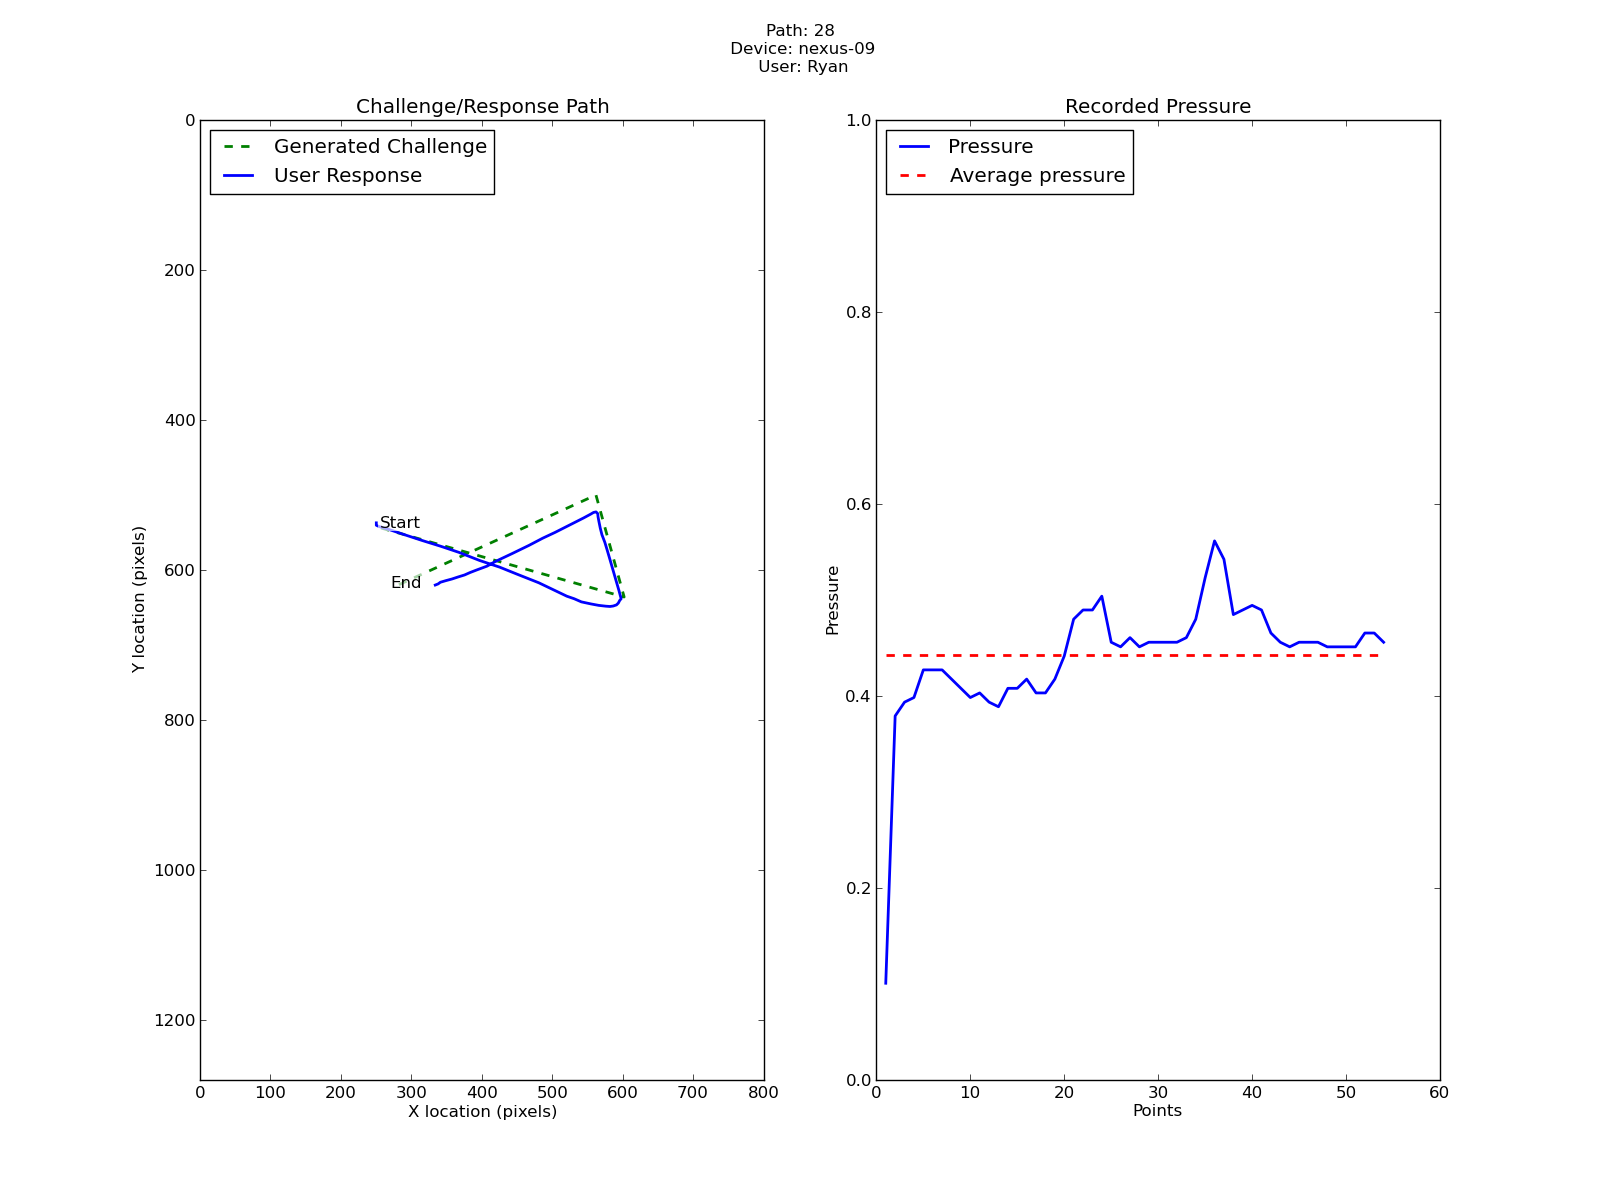 Path: 28
Device: nexus-09
User: Ryan
Challenge/Response Path
Generated Challenge
User Response
0
200
400
600
800
1000
1200
Y location (pixels)
Start
End
0 100 200 300 400 500 600 700 800
X location (pixels)
Recorded Pressure
Pressure
Average pressure
1.0
0.8
0.6
0.4
0.2
0.0
Pressure
0 10 20 30 40 50 60
Points